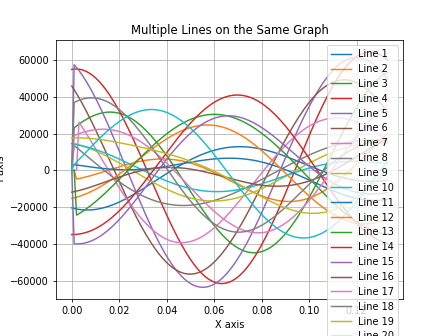 Multiple Lines on the Same Graph
60000
40000
20000
0
−20000
−40000
−60000
0.00
0.02
0.04
0.06
0.08
0.10
X axis
Line 1
Line 2
Line 3
Line 4
Line 5
Line 6
Line 7
Line 8
Line 9
Line 10
Line 11
Line 12
Line 13
Line 14
Line 15
Line 16
Line 17
Line 18
Line 19
Line 20